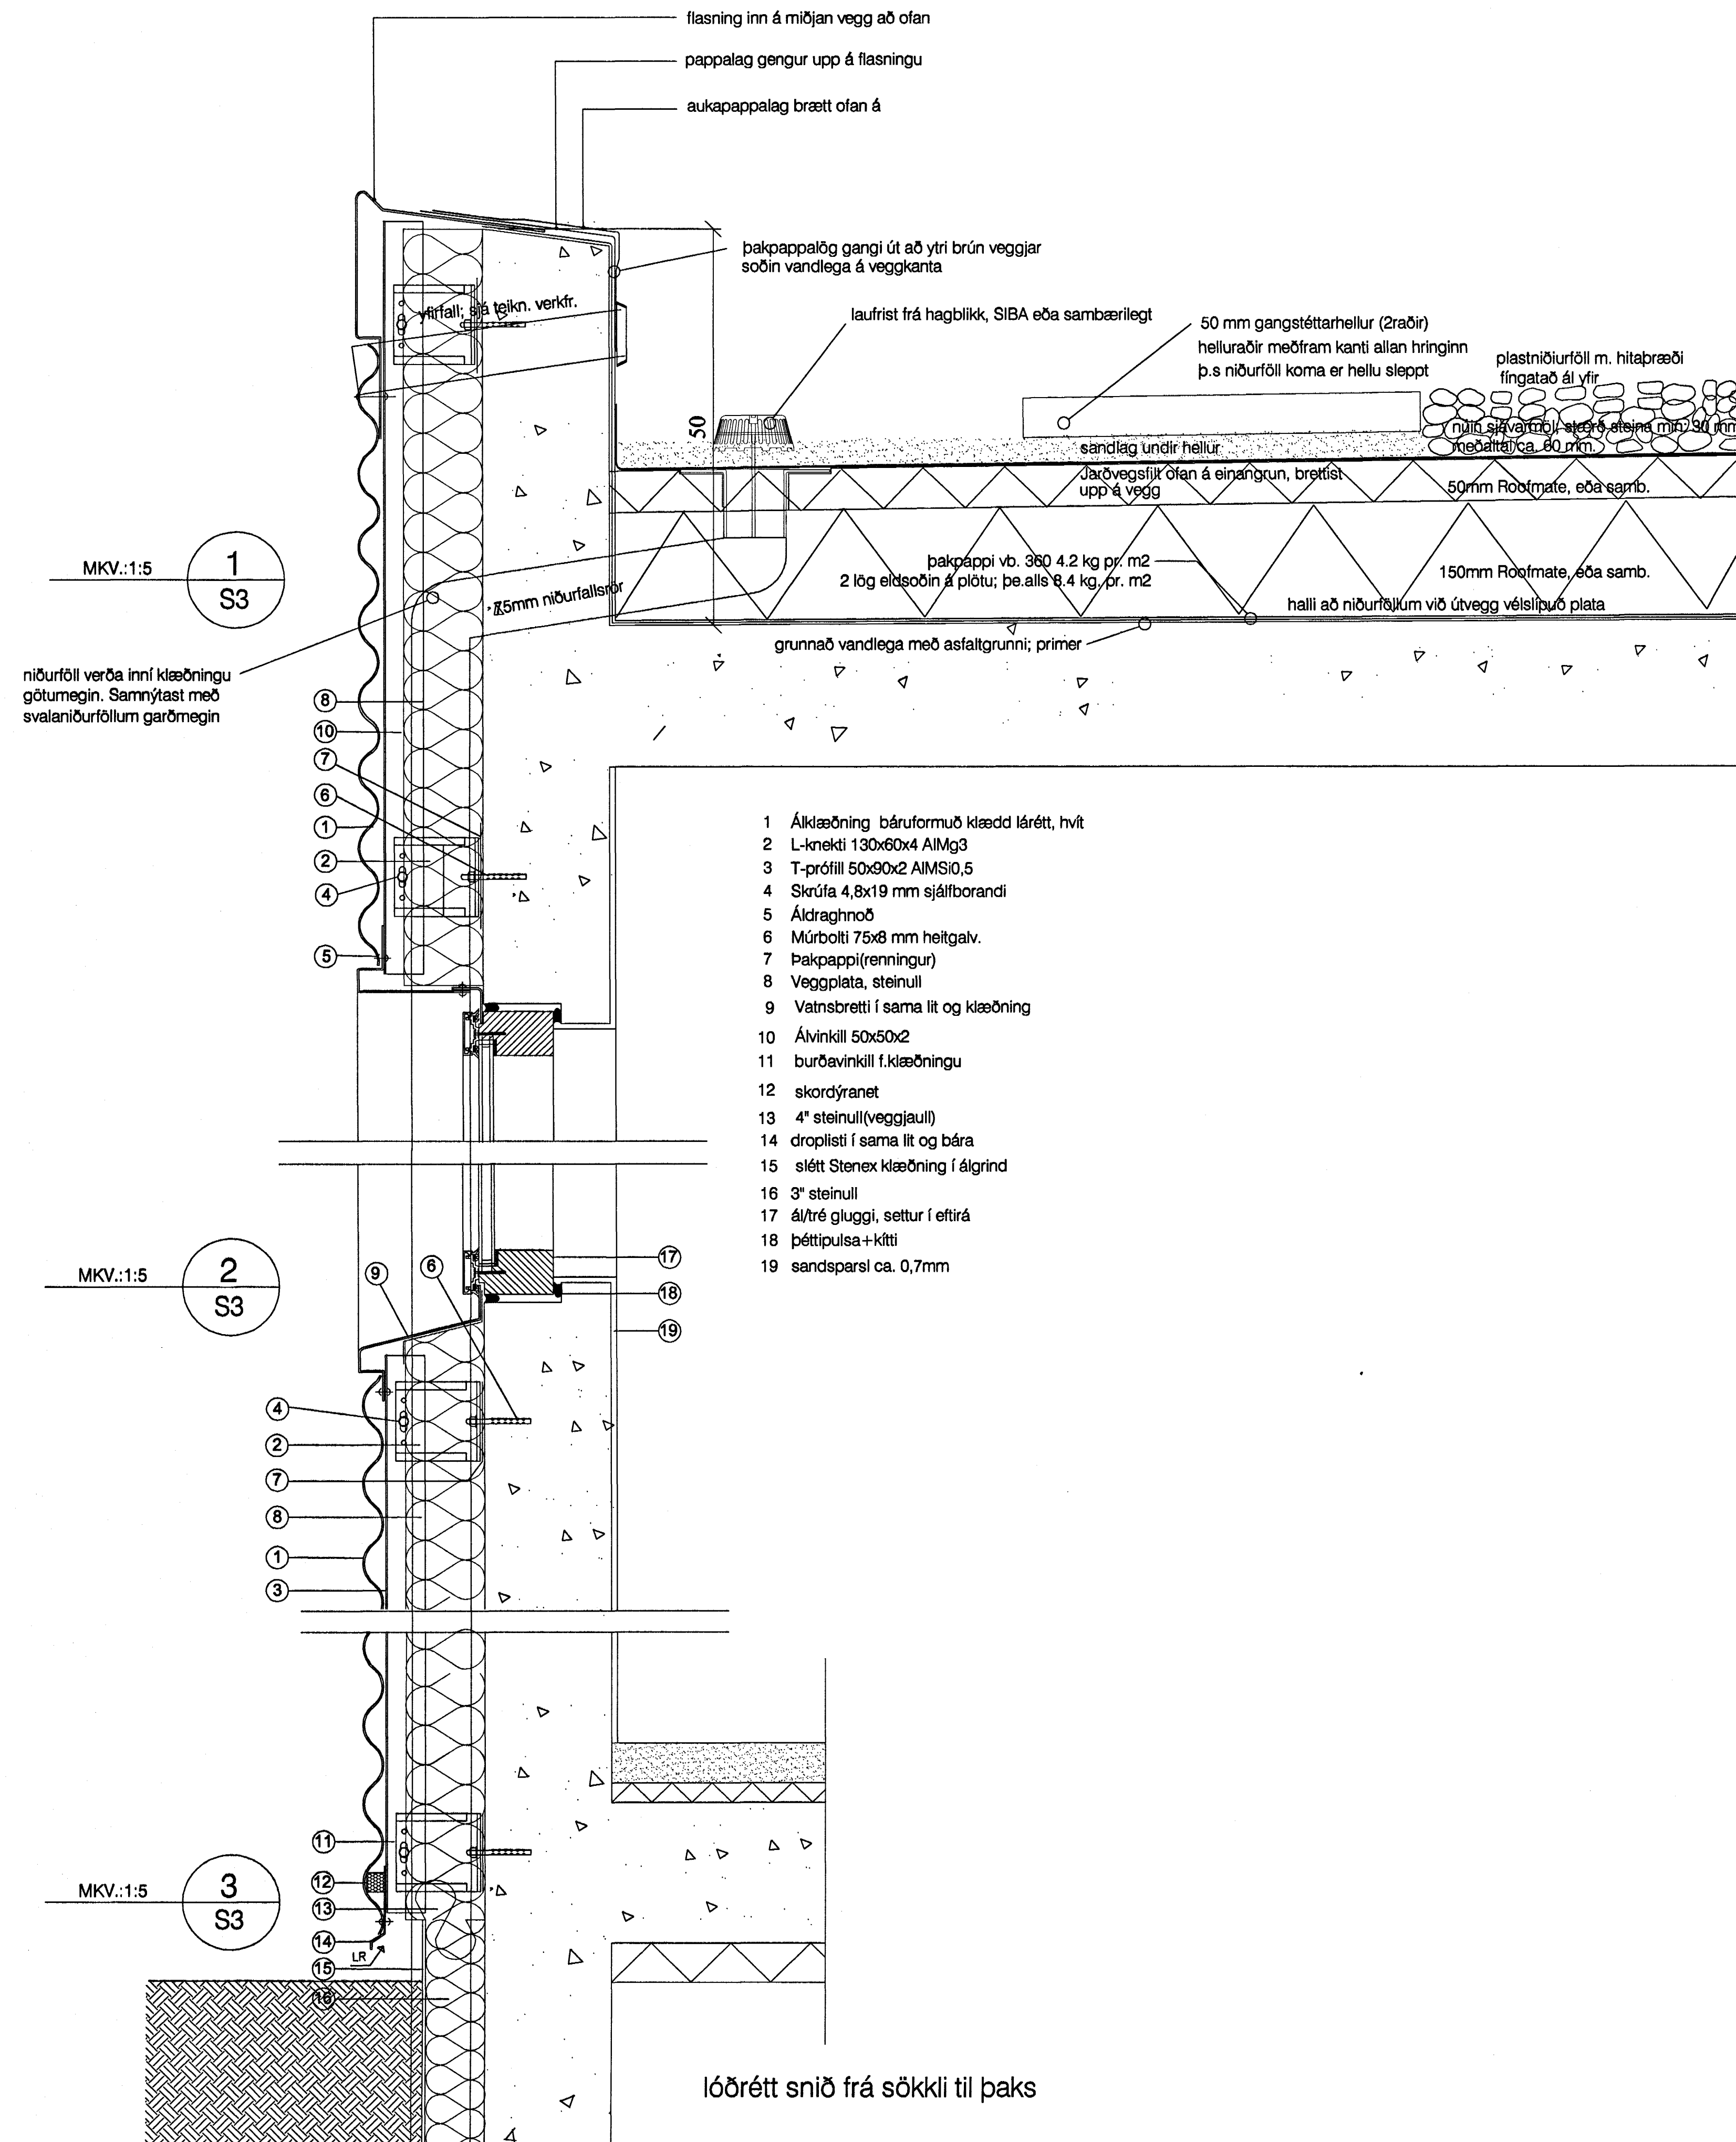 flasning inn á miðjan vegg að ofan
pappalag gengur upp á flasningu
aukapappalag brætt ofan á
þakpappalög gangi út að ytri brún veggjar
soðin vandlega á veggkanta
yfirfall; sjá teikn. verkfr.
laufrist frá hagblikk, SIBA eða sambærilegt
50 mm gangstéttarhellur (2raðir)
helluraðir meðfram kanti allan hringinn
þ.s niðurföll koma er hellu sleppt
plastniðiurföll m. hitaþræði
fíngatað ál yfir
50
núin sjávarmöl, stærð steina min. 30 mm
meðaltal ca. 60 mm.
sandlag undir hellur
Jarðvegsfilt ofan á einangrun, brettist
upp á vegg
50mm Roofmate, eða samb.
MKV.:1:5
1
S3
þakpappi vb. 360 4.2 kg pr. m2
2 lög eldsoðin á plötu; þe.alls 8.4 kg. pr. m2
150mm Roofmate, eða samb.
75mm niðurfallsrör
halli að niðurföllum við útvegg vélslípuð plata
grunnað vandlega með asfaltgrunni; primer
niðurföll verða inní klæðningu
götumegin. Samnýtast með
svalaniðurföllum garðmegin
8
10
7
6
1
2
4
5
1 Álklæðning báruformuð klædd lárétt, hvít
2 L-knekti 130x60x4 AlMg3
3 T-prófill 50x90x2 AlMSi0,5
4 Skrúfa 4,8x19 mm sjálfborandi
5 Áldraghnoð
6 Múrbolti 75x8 mm heitgalv.
7 Þakpappi(renningur)
8 Veggplata, steinull
9 Vatnsbretti í sama lit og klæðning
10 Álvinkill 50x50x2
11 burðavinkill f.klæðningu
12 skordýranet
13 4" steinull(veggjaull)
14 droplisti í sama lit og bára
15 slétt Stenex klæðning í álgrind
16 3" steinull
17 ál/tré gluggi, settur í eftirá
18 þéttipulsa+kítti
19 sandsparsl ca. 0,7mm
MKV.:1:5
2
S3
9
6
17
18
19
4
2
7
8
1
3
MKV.:1:5
3
S3
11
12
13
14
LR
15
16
lóðrétt snið frá sökkli til þaks